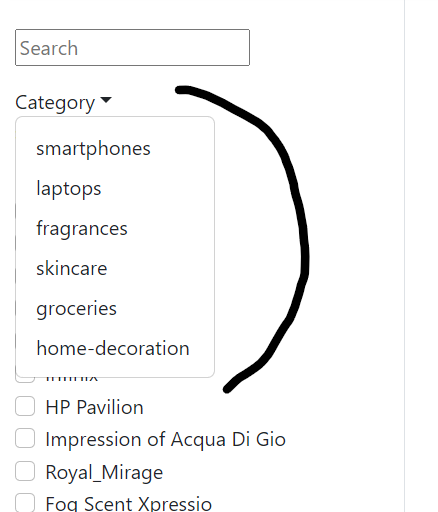 Search
Category
smartphones
laptops
fragrances
skincare
groceries
home-decoration
HP Pavilion
Impression of Acqua Di Gio
Royal_Mirage
Fog Scent Xpressio